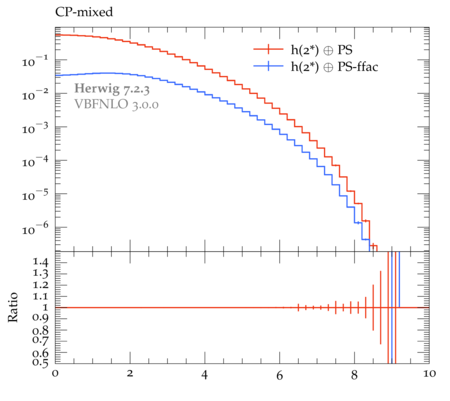 CP-mixed
h(2*) ⊕ PS
h(2*) ⊕ PS-ffac
Herwig 7.2.3
VBFNLO 3.0.0
10⁻¹
10⁻²
10⁻³
10⁻⁴
10⁻⁵
10⁻⁶
Ratio
1.4
1.3
1.2
1.1
1
0.9
0.8
0.7
0.6
0.5
0 2 4 6 8 10